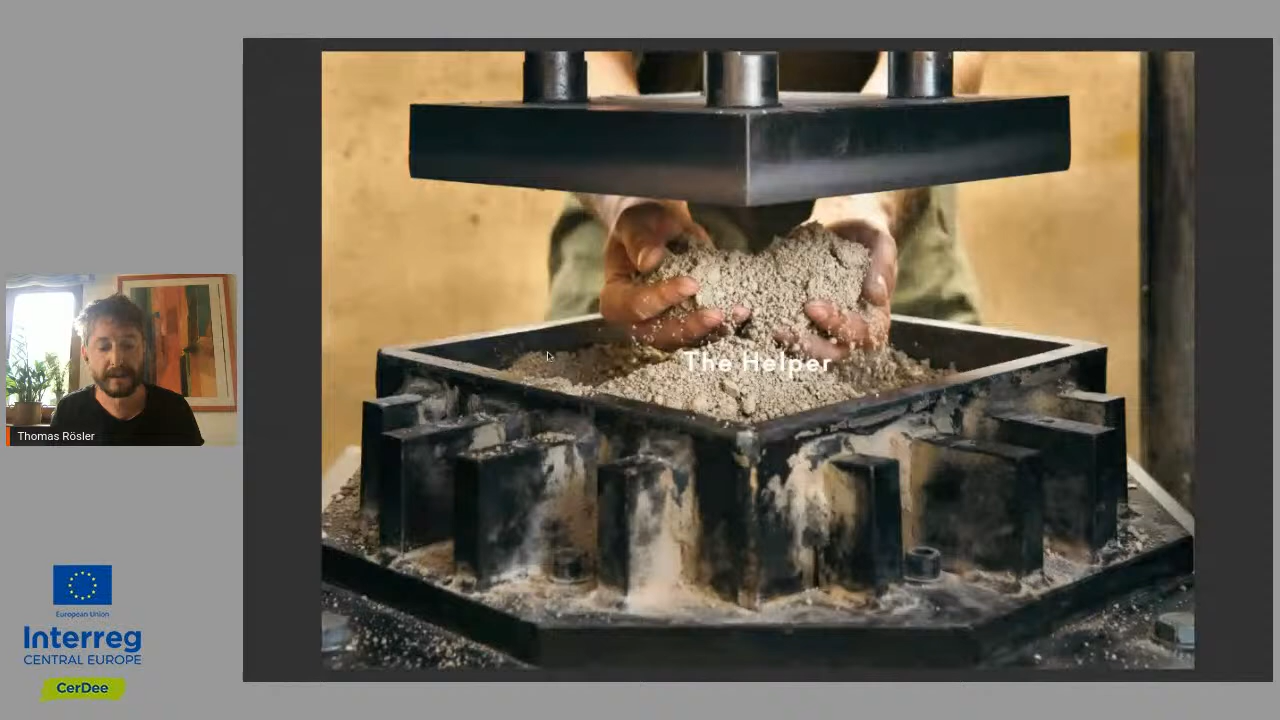 The Helper
Thomas Rösler
European Union
Interreg
CENTRAL EUROPE
CerDee